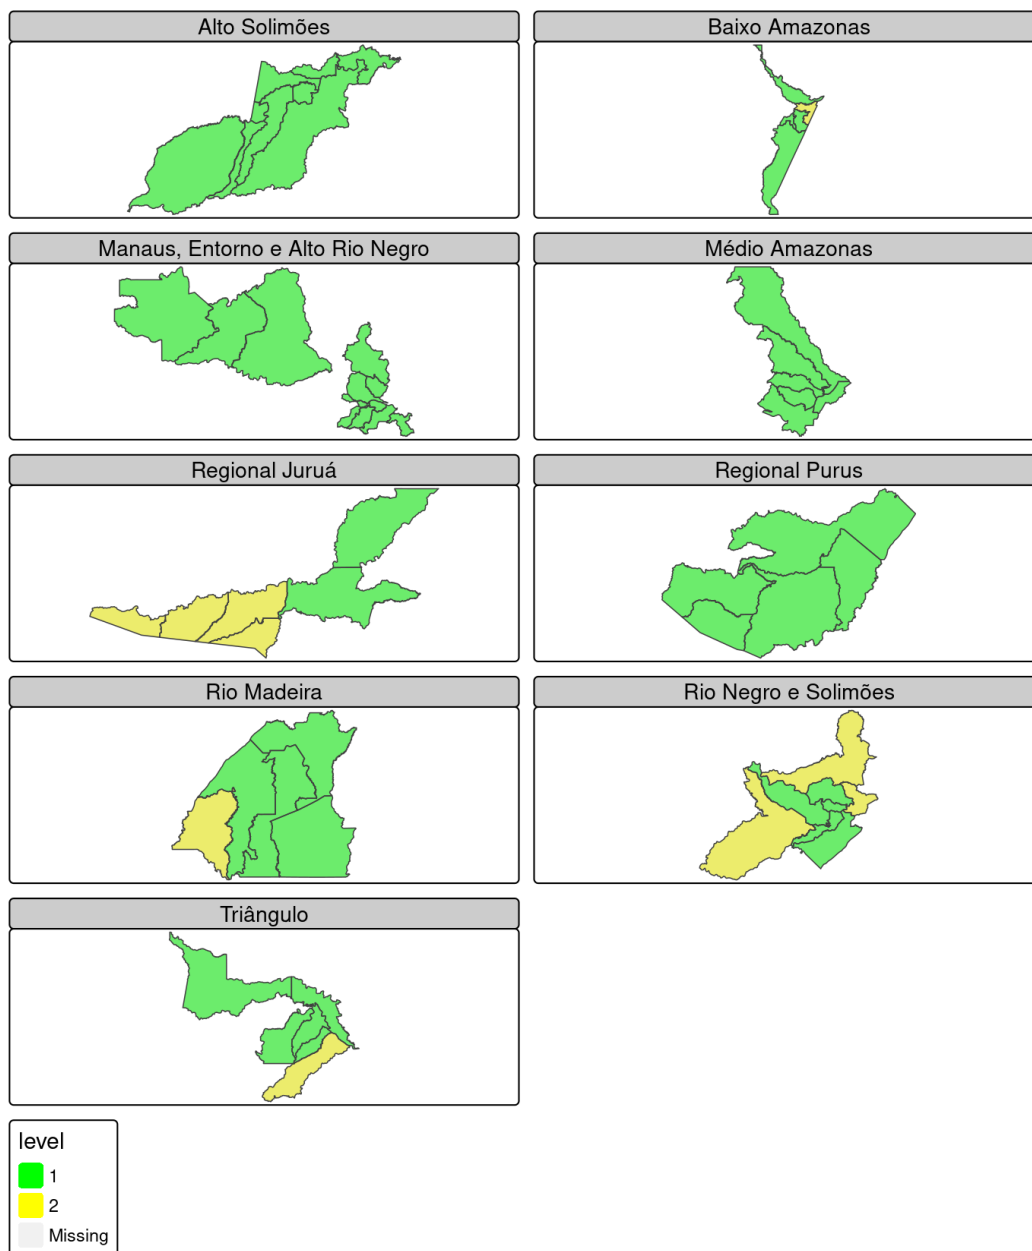 Alto Solimões
Baixo Amazonas
Manaus, Entorno e Alto Rio Negro
Médio Amazonas
Regional Juruá
Regional Purus
Rio Madeira
Rio Negro e Solimões
Triângulo
level
1
2
Missing